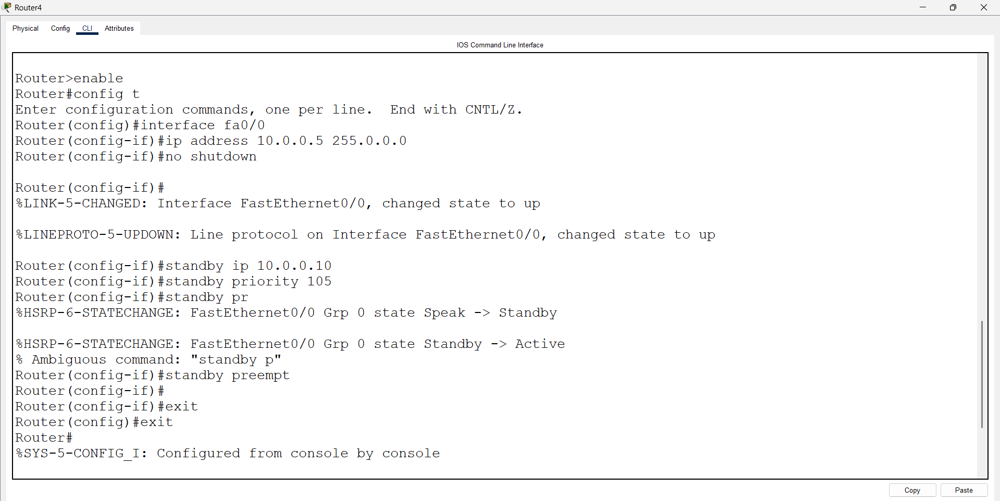 Router4
Physical Config CLI Attributes
IOS Command Line Interface
Router>enable
Router#config t
Enter configuration commands, one per line.  End with CNTL/Z.
Router(config)#interface fa0/0
Router(config-if)#ip address 10.0.0.5 255.0.0.0
Router(config-if)#no shutdown
Router(config-if)#
%LINK-5-CHANGED: Interface FastEthernet0/0, changed state to up
%LINEPROTO-5-UPDOWN: Line protocol on Interface FastEthernet0/0, changed state to up
Router(config-if)#standby ip 10.0.0.10
Router(config-if)#standby priority 105
Router(config-if)#standby pr
%HSRP-6-STATECHANGE: FastEthernet0/0 Grp 0 state Speak -> Standby
%HSRP-6-STATECHANGE: FastEthernet0/0 Grp 0 state Standby -> Active
% Ambiguous command: "standby p"
Router(config-if)#standby preempt
Router(config-if)#
Router(config-if)#exit
Router(config)#exit
Router#
%SYS-5-CONFIG_I: Configured from console by console
Copy Paste